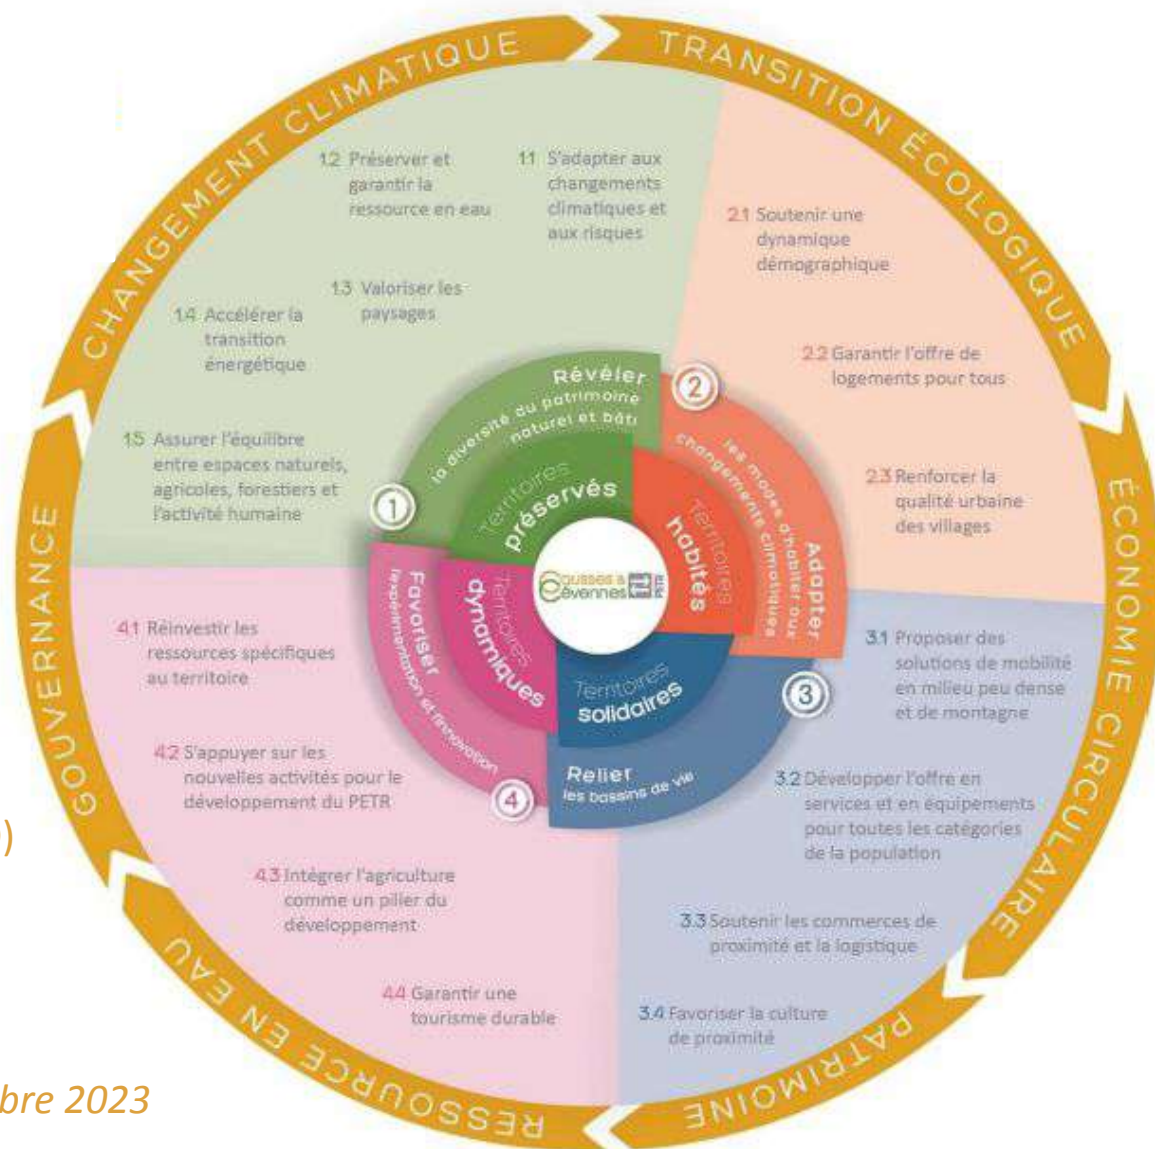 CHANGEMENT CLIMATIQUE
TRANSITION ÉCOLOGIQUE
ÉCONOMIE CIRCULAIRE
PATRIMOINE
RESSOURCE EN EAU
GOUVERNANCE
1.1 S'adapter aux
changements
climatiques et
aux risques
1.2 Préserver et
garantir la
ressource en eau
1.3 Valoriser les
paysages
1.4 Accélérer la
transition
énergétique
1.5 Assurer l'équilibre
entre espaces naturels,
agricoles, forestiers et
l'activité humaine
2.1 Soutenir une
dynamique
démographique
2.2 Garantir l'offre de
logements pour tous
2.3 Renforcer la
qualité urbaine
des villages
3.1 Proposer des
solutions de mobilité
en milieu peu dense
et de montagne
3.2 Développer l'offre en
services et en équipements
pour toutes les catégories
de la population
3.3 Soutenir les commerces de
proximité et la logistique
3.4 Favoriser la culture
de proximité
4.1 Réinvestir les
ressources spécifiques
au territoire
4.2 S'appuyer sur les
nouvelles activités pour le
développement du PETR
4.3 Intégrer l'agriculture
comme un pilier du
développement
4.4 Garantir une
tourisme durable
1
Révéler
la diversité du patrimoine
naturel et bâti
Territoires
préservés
2
Adapter
les modes d'habiter aux
changements climatiques
Territoires
habités
3
Relier
les bassins de vie
Territoires
solidaires
4
Favoriser
l'expérimentation et l'innovation
Territoires
dynamiques
Causses &
Cévennes
PETR
)
bre 2023